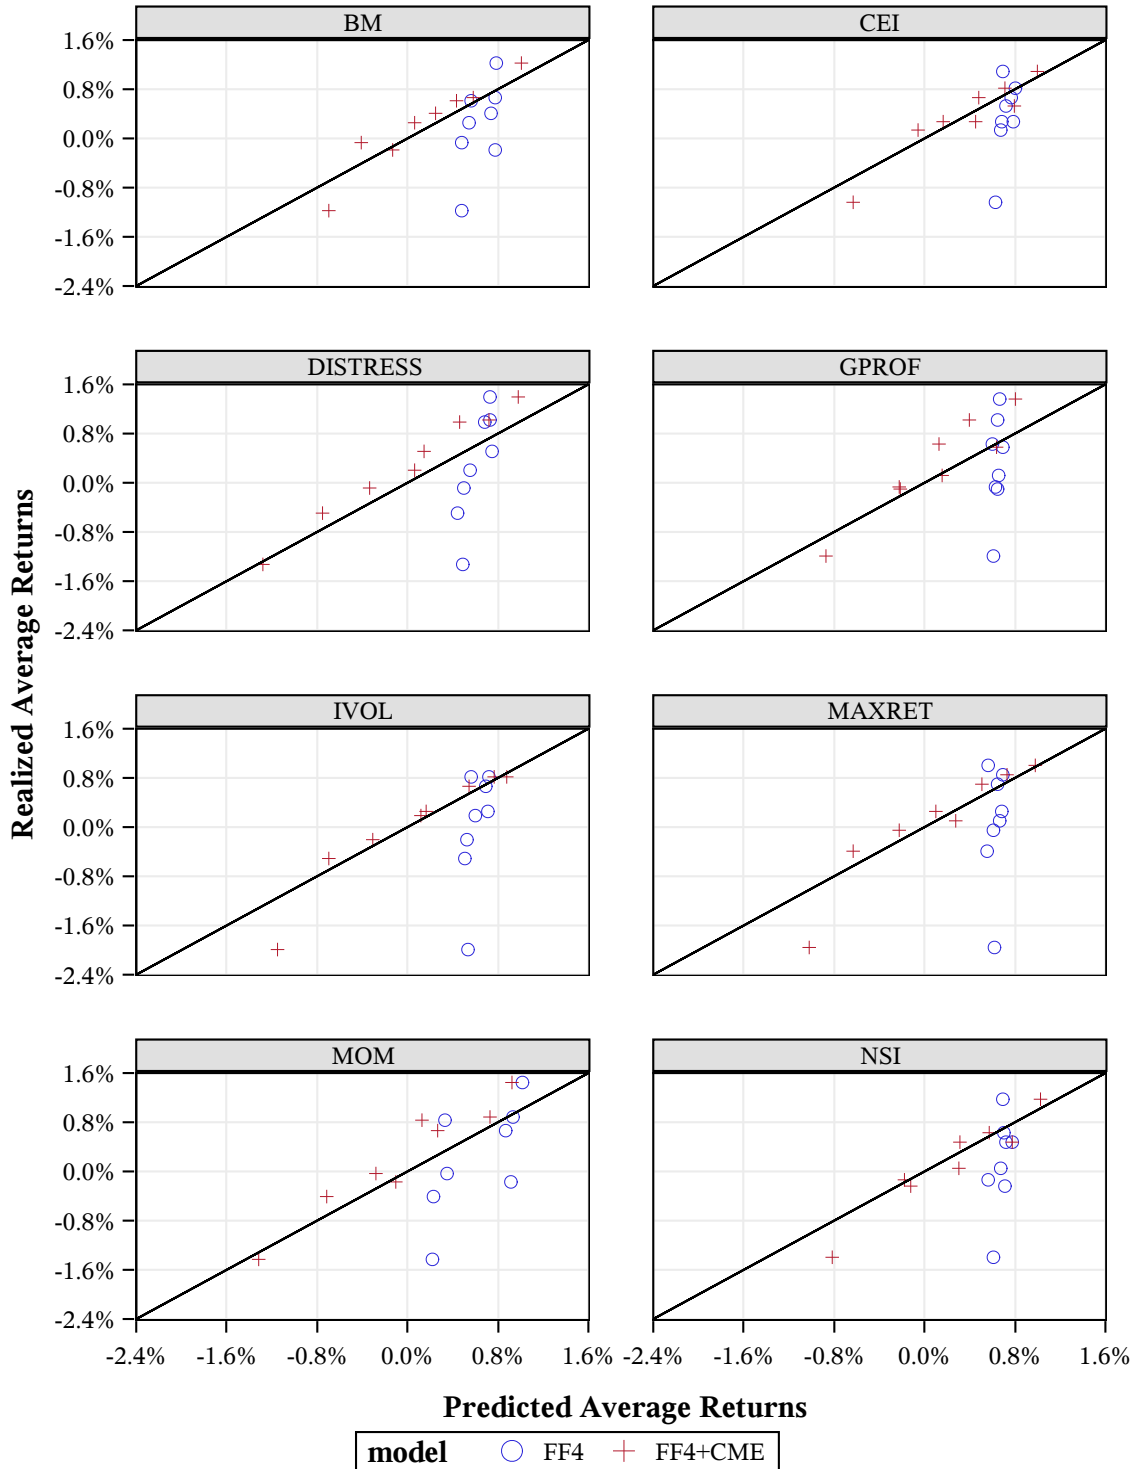 BM
CEI
1.6%
0.8%
0.0%
-0.8%
-1.6%
-2.4%
DISTRESS
GPROF
1.6%
0.8%
0.0%
-0.8%
-1.6%
-2.4%
Realized Average Returns
IVOL
MAXRET
1.6%
0.8%
0.0%
-0.8%
-1.6%
-2.4%
MOM
NSI
1.6%
0.8%
0.0%
-0.8%
-1.6%
-2.4%
-2.4% -1.6% -0.8% 0.0% 0.8% 1.6% -2.4% -1.6% -0.8% 0.0% 0.8% 1.6%
Predicted Average Returns
model FF4 FF4+CME